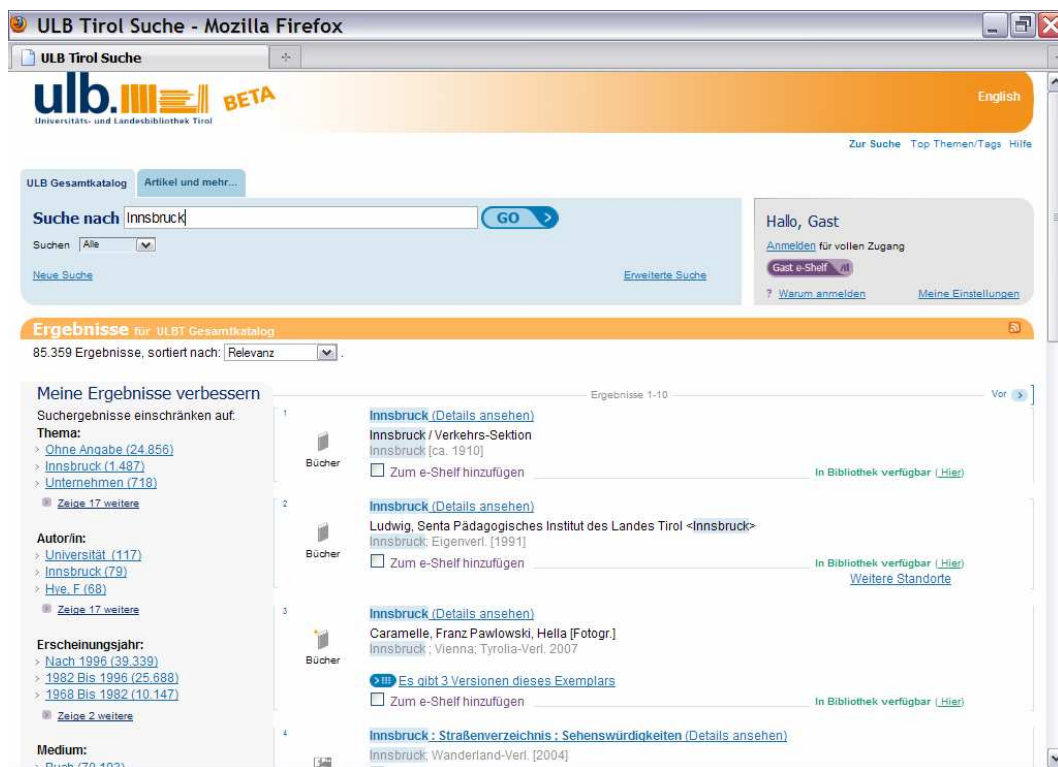 ULB Tirol Suche - Mozilla Firefox
ULB Tirol Suche
ulb.
BETA
Universitäts- und Landesbibliothek Tirol
English
Zur Suche Top Themen/Tags Hilfe
ULB Gesamtkatalog Artikel und mehr...
Suche nach Innsbruck GO
Suchen Alle
Neue Suche Erweiterte Suche
Hallo, Gast
Anmelden für vollen Zugang
Gast e-Shelf
? Warum anmelden Meine Einstellungen
Ergebnisse für ULBT Gesamtkatalog
85.359 Ergebnisse, sortiert nach: Relevanz .
Meine Ergebnisse verbessern
Suchergebnisse einschränken auf:
Thema:
Ohne Angabe (24.856)
Innsbruck (1.487)
Unternehmen (718)
Zeige 17 weitere
Autor/in:
Universität (117)
Innsbruck (79)
Hye, F (68)
Zeige 17 weitere
Erscheinungsjahr:
Nach 1996 (39.339)
1982 Bis 1996 (25.688)
1968 Bis 1982 (10.147)
Zeige 2 weitere
Medium:
Ergebnisse 1-10 Vor
1 Innsbruck (Details ansehen)
Innsbruck / Verkehrs-Sektion
Innsbruck [ca. 1910]
Bücher
Zum e-Shelf hinzufügen In Bibliothek verfügbar ( Hier)
2 Innsbruck (Details ansehen)
Ludwig, Senta Pädagogisches Institut des Landes Tirol <Innsbruck>
Innsbruck; Eigenverl. [1991]
Bücher
Zum e-Shelf hinzufügen In Bibliothek verfügbar ( Hier)
Weitere Standorte
3 Innsbruck (Details ansehen)
Caramelle, Franz Pawlowski, Hella [Fotogr.]
Innsbruck ; Vienna; Tyrolia-Verl. 2007
Bücher
Es gibt 3 Versionen dieses Exemplars
Zum e-Shelf hinzufügen In Bibliothek verfügbar ( Hier)
4 Innsbruck : Straßenverzeichnis ; Sehenswürdigkeiten (Details ansehen)
Innsbruck; Wanderland-Verl. [2004]